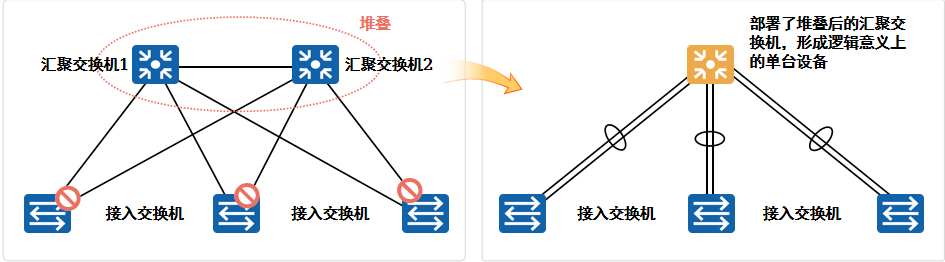 堆叠
汇聚交换机1
汇聚交换机2
接入交换机
接入交换机
部署了堆叠后的汇聚交
换机，形成逻辑意义上
的单台设备
接入交换机
接入交换机